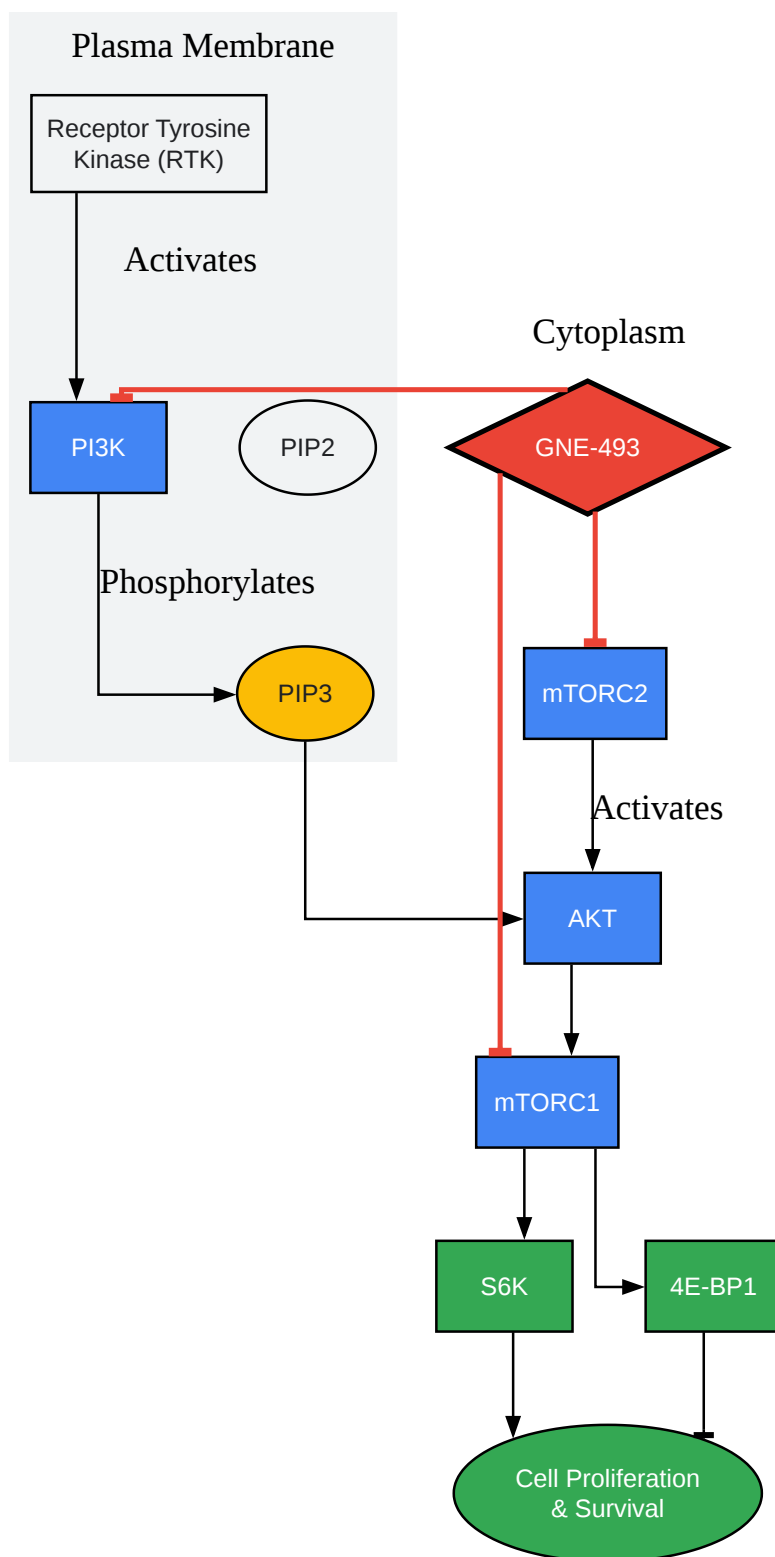 Plasma Membrane
Receptor Tyrosine
Kinase (RTK)
Activates
Cytoplasm
PI3K
PIP2
GNE-493
Phosphorylates
PIP3
mTORC2
Activates
AKT
mTORC1
S6K
4E-BP1
Cell Proliferation
& Survival